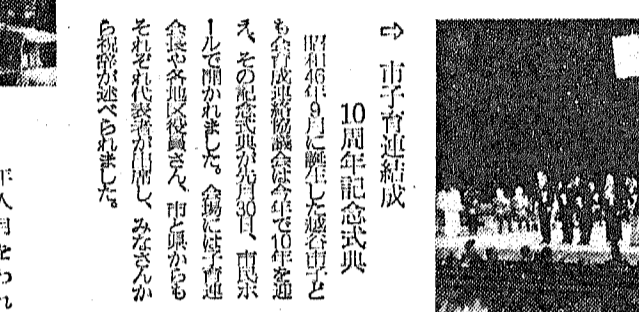 ⇨ 市子育連結成
10周年記念式典
昭和46年9月に誕生した越谷市子ど
も会育成連絡協議会は今年で10年を迎
え、その記念式典が先月30日、市民ホ
ールで開かれました。会場には子育連
会長や各地区役員さん、市と県からも
それぞれ代表者が出席し、みなさんか
ら祝辞が述べられました。